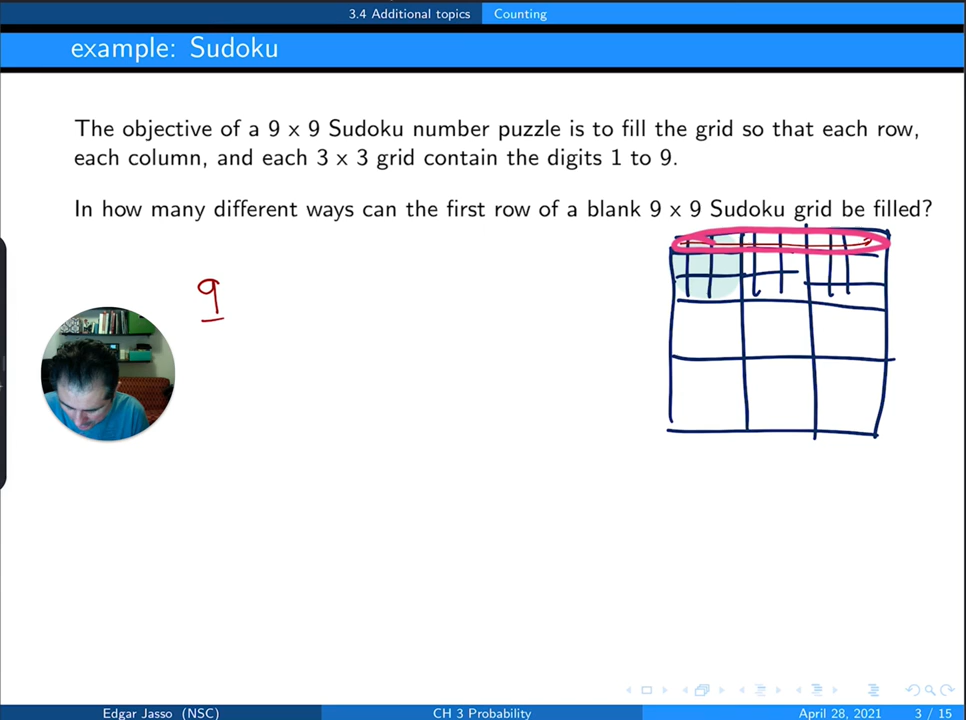 3.4 Additional topics Counting
example: Sudoku
The objective of a 9 x 9 Sudoku number puzzle is to fill the grid so that each row,
each column, and each 3 x 3 grid contain the digits 1 to 9.
In how many different ways can the first row of a blank 9 x 9 Sudoku grid be filled?
9
Edgar Jasso (NSC) CH 3 Probability April 28, 2021 3 / 15